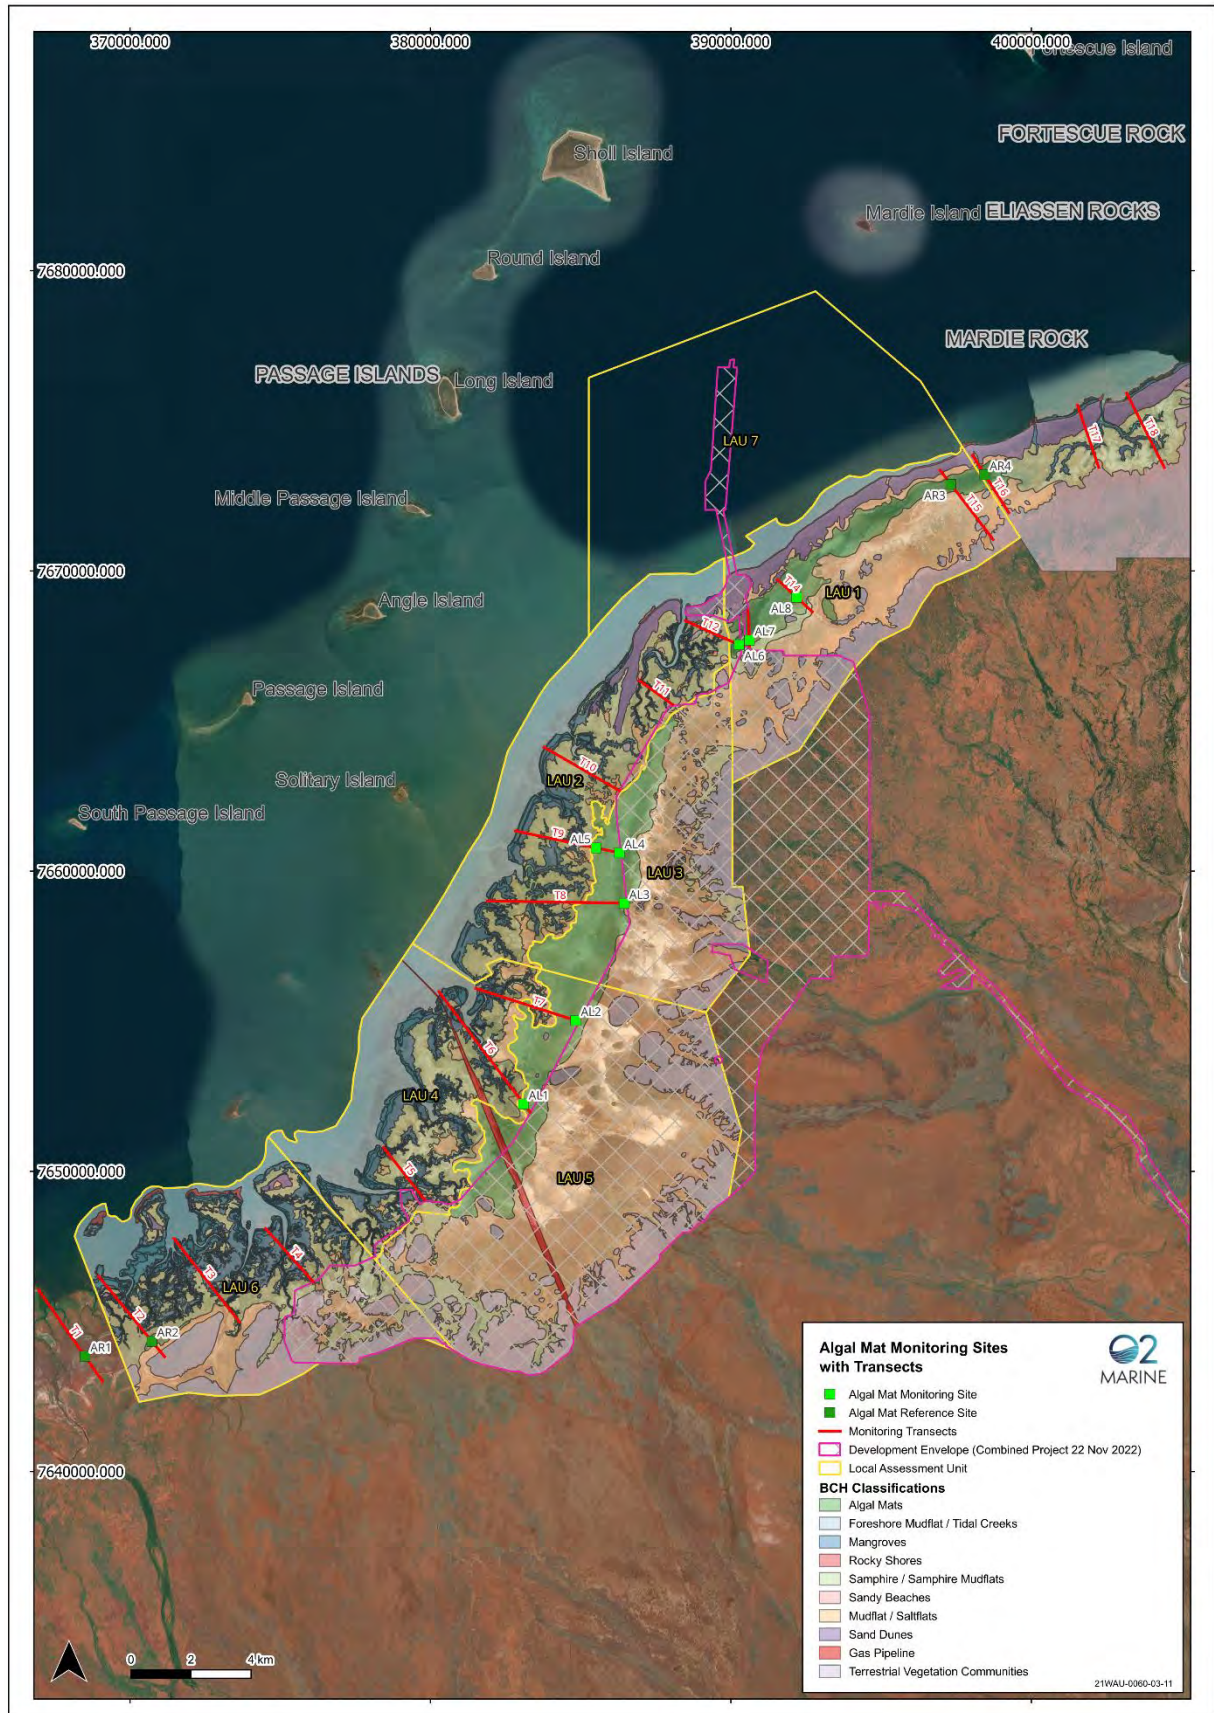 370000.000
380000.000
390000.000
400000.000
Fortescue Island
FORTESCUE ROCK
Sholl Island
Mardie Island
ELIASSEN ROCKS
7680000.000
Round Island
MARDIE ROCK
PASSAGE ISLANDS
Long Island
LAU 7
T17
T18
Middle Passage Island
AR4
AR3
T16
T15
7670000.000
Angle Island
T14
LAU 1
AL8
T12
AL7
AL6
Passage Island
T11
T10
Solitary Island
LAU 2
South Passage Island
T9
AL5
AL4
7660000.000
LAU 3
T8
AL3
T7
AL2
T6
LAU 4
AL1
7650000.000
T5
LAU 5
T4
T3
LAU 6
T2
T1
AR1
AR2
7640000.000
0 2 4 km
Algal Mat Monitoring Sites
with Transects
O2
MARINE
Algal Mat Monitoring Site
Algal Mat Reference Site
Monitoring Transects
Development Envelope (Combined Project 22 Nov 2022)
Local Assessment Unit
BCH Classifications
Algal Mats
Foreshore Mudflat / Tidal Creeks
Mangroves
Rocky Shores
Samphire / Samphire Mudflats
Sandy Beaches
Mudflat / Saltflats
Sand Dunes
Gas Pipeline
Terrestrial Vegetation Communities
21WAU-0060-03-11